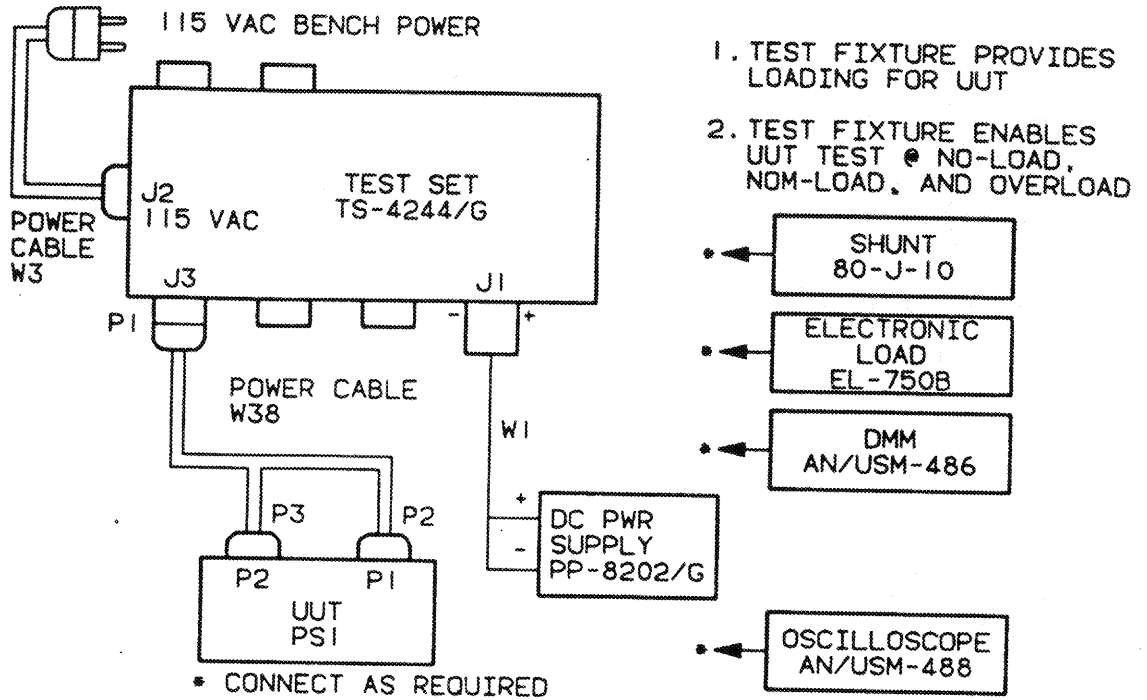 115 VAC BENCH POWER
1. TEST FIXTURE PROVIDES
LOADING FOR UUT
2. TEST FIXTURE ENABLES
UUT TEST @ NO-LOAD,
NOM-LOAD, AND OVERLOAD
J2
115 VAC
TEST SET
TS-4244/G
POWER
CABLE
W3
J3
J1
P1
- +
SHUNT
80-J-10
ELECTRONIC
LOAD
EL-750B
POWER CABLE
W38
W1
DMM
AN/USM-486
P3
P2
+
-
DC PWR
SUPPLY
PP-8202/G
P2
P1
UUT
PS1
OSCILLOSCOPE
AN/USM-488
* CONNECT AS REQUIRED